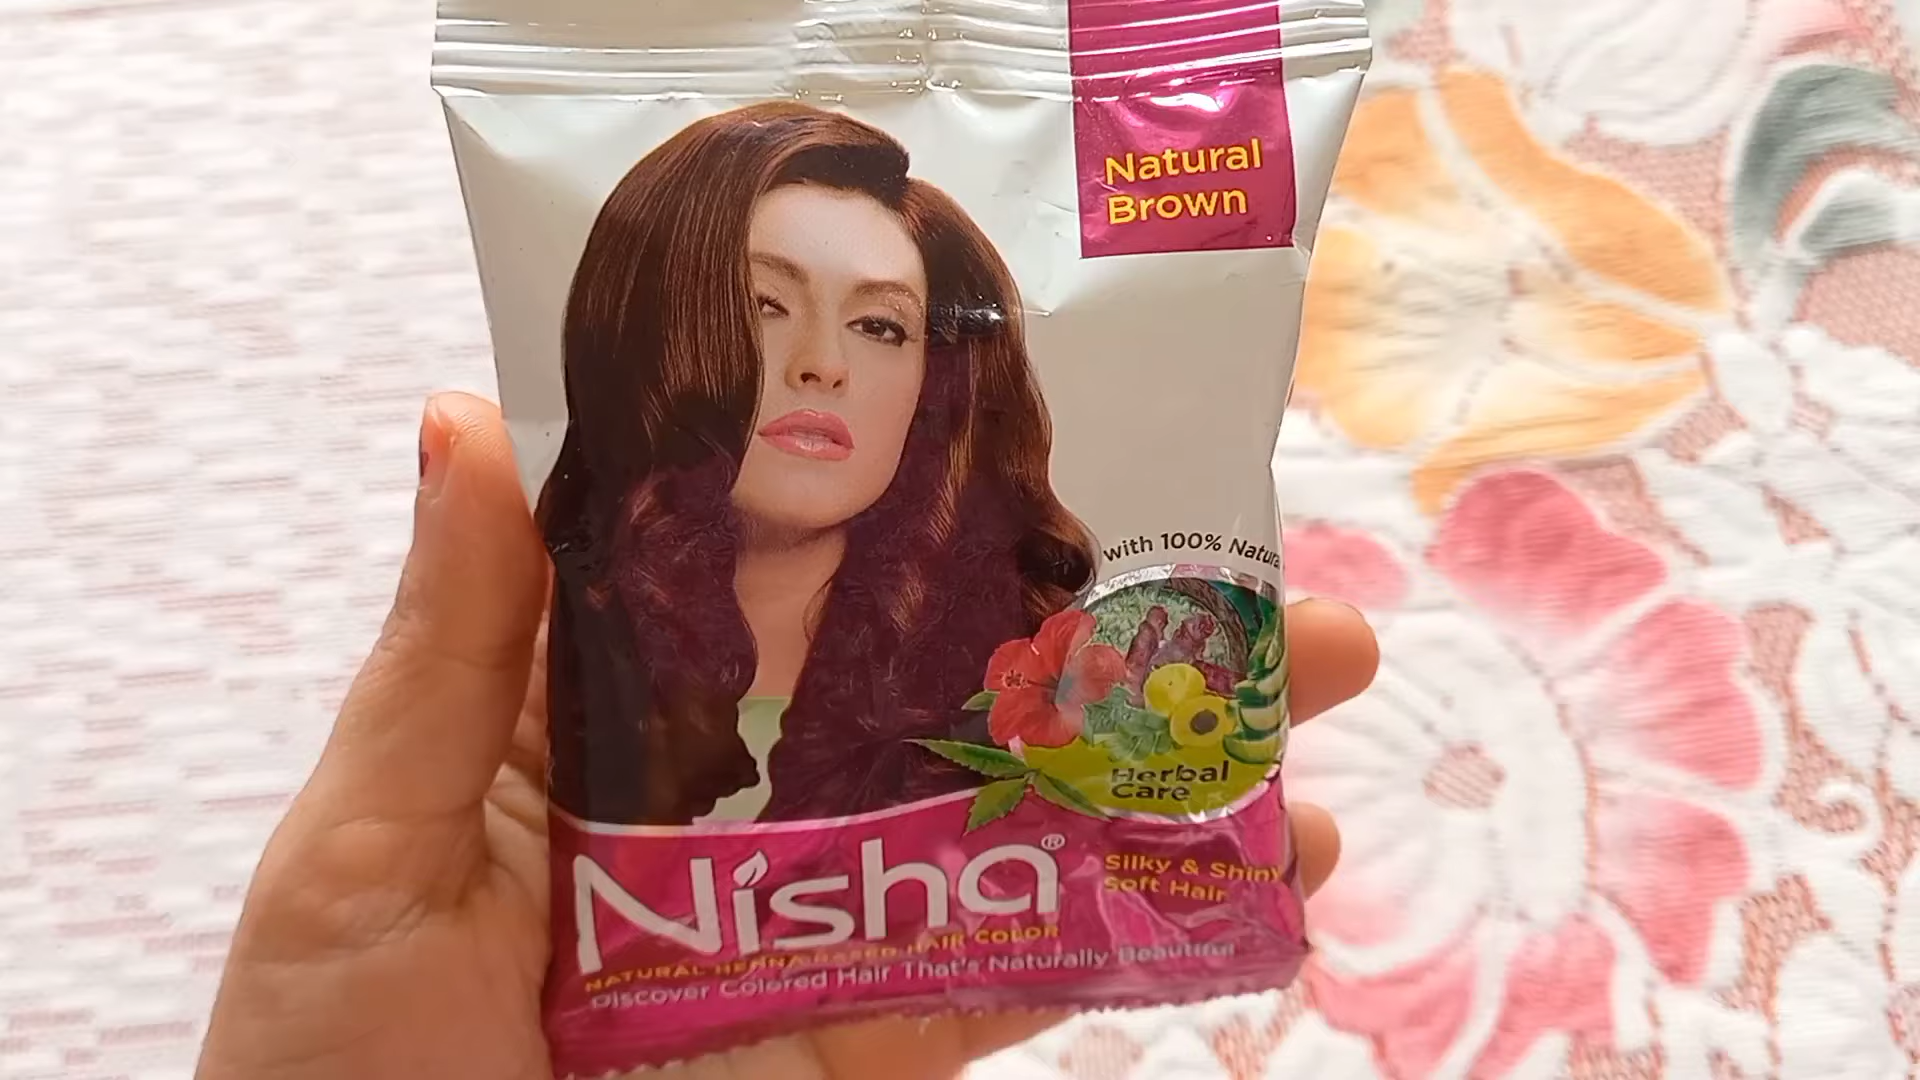 Natural
Brown
with 100% Natura
Herbal
Care
Nisha®
Silky & Shiny
Soft Hair
NATURAL HENNA BASED HAIR COLOR
Discover Colored Hair That's Naturally Beautiful